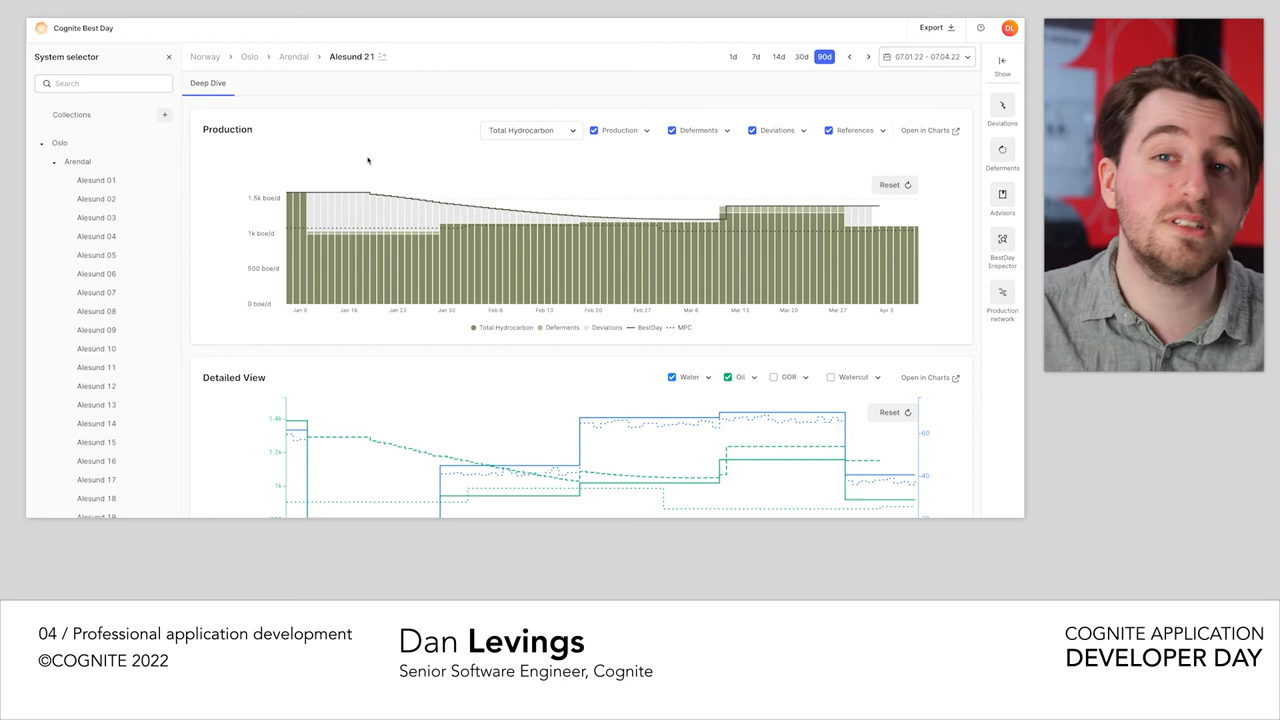 Cognite Best Day
Export
DL
System selector
Search
Collections
Oslo
Arendal
Alesund 01
Alesund 02
Alesund 03
Alesund 04
Alesund 05
Alesund 06
Alesund 07
Alesund 08
Alesund 09
Alesund 10
Alesund 11
Alesund 12
Alesund 13
Alesund 14
Alesund 15
Alesund 16
Alesund 17
Alesund 18
Alesund 19
Norway > Oslo > Arendal > Alesund 21
1d 7d 14d 30d 90d
07.01.22 - 07.04.22
Deep Dive
Production
Total Hydrocarbon
Production
Deferments
Deviations
References
Open in Charts
Reset
1.5k boe/d
1k boe/d
500 boe/d
0 boe/d
Jan 9 Jan 16 Jan 23 Jan 30 Feb 6 Feb 13 Feb 20 Feb 27 Mar 6 Mar 13 Mar 20 Mar 27 Apr 3
Total Hydrocarbon Deferments Deviations BestDay MPC
Detailed View
Water
Oil
GOR
Watercut
Open in Charts
Reset
1.4k
1.2k
1k
60
40
Show
Deviations
Deferments
Advisors
BestDay
Inspector
Production
network
04 / Professional application development
©COGNITE 2022
Dan Levings
Senior Software Engineer, Cognite
COGNITE APPLICATION
DEVELOPER DAY